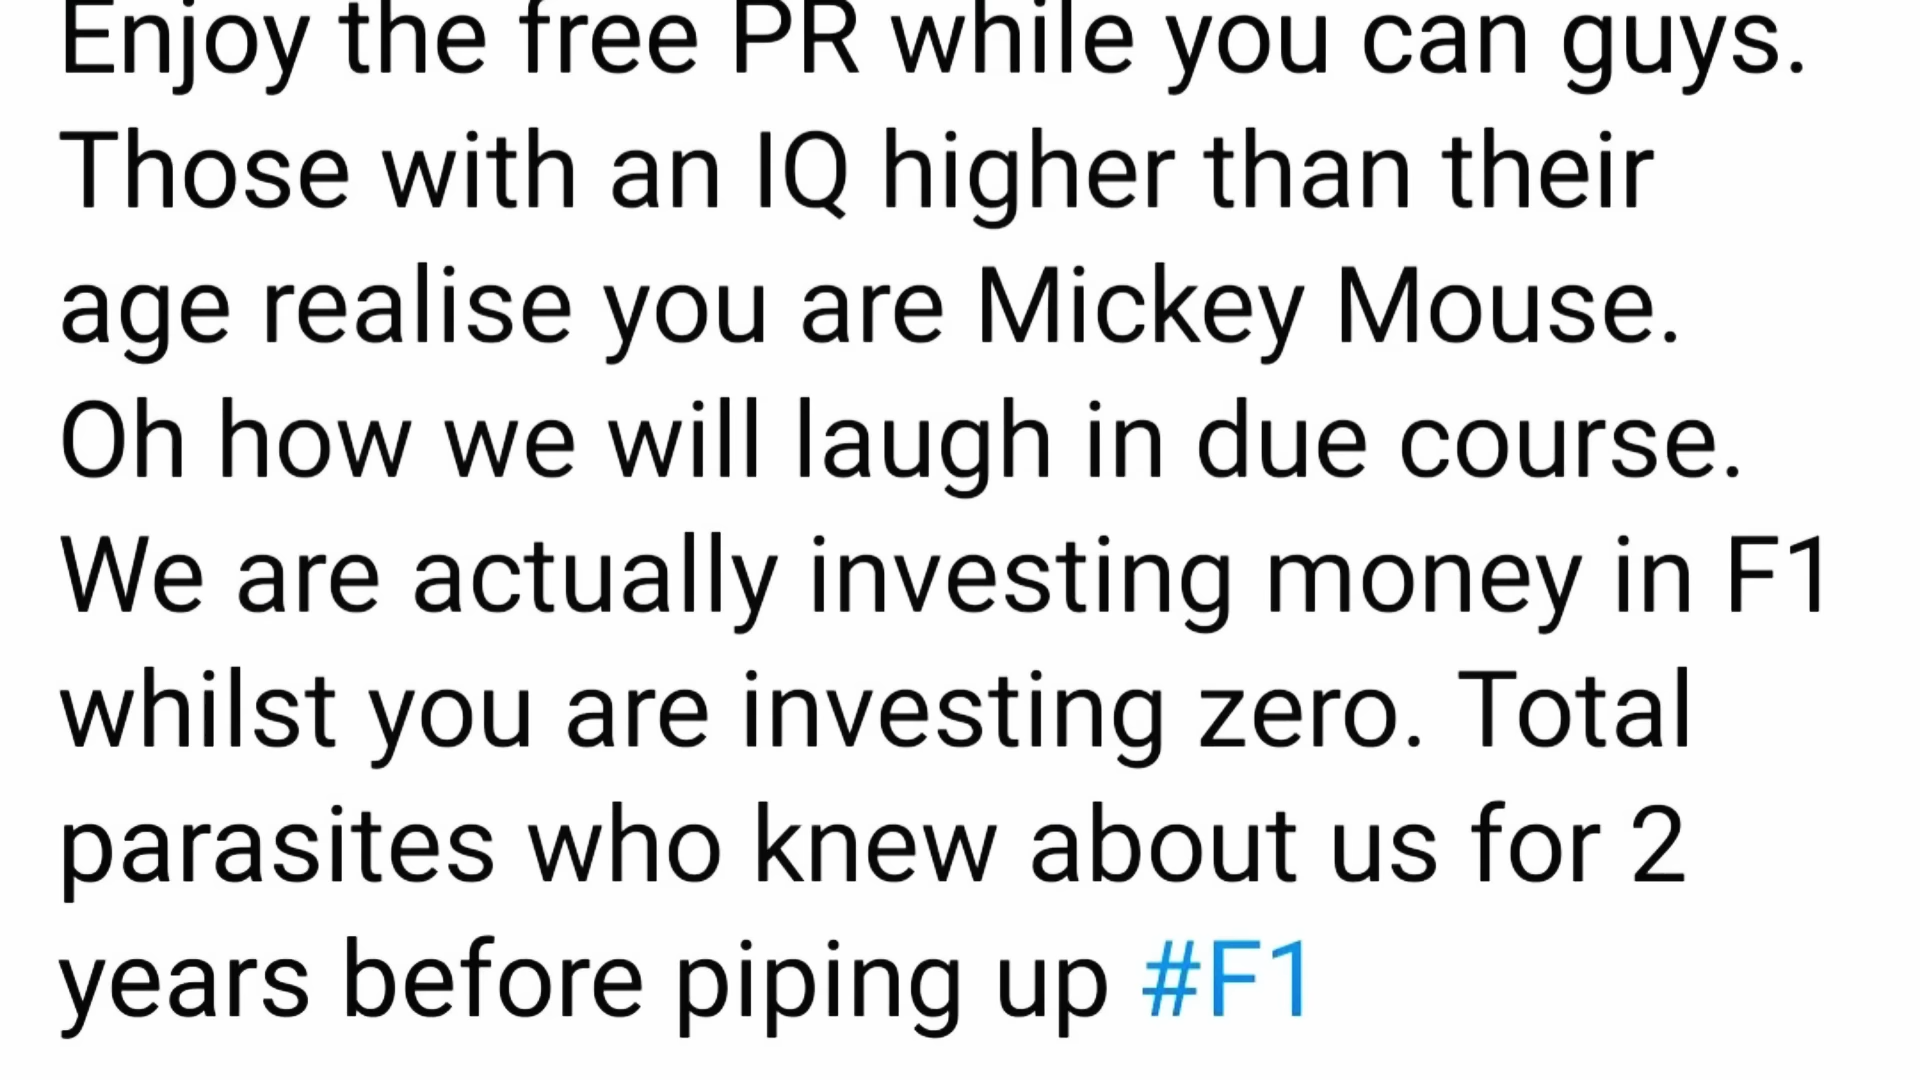 Enjoy the free PR while you can guys.
Those with an IQ higher than their
age realise you are Mickey Mouse.
Oh how we will laugh in due course.
We are actually investing money in F1
whilst you are investing zero. Total
parasites who knew about us for 2
years before piping up #F1